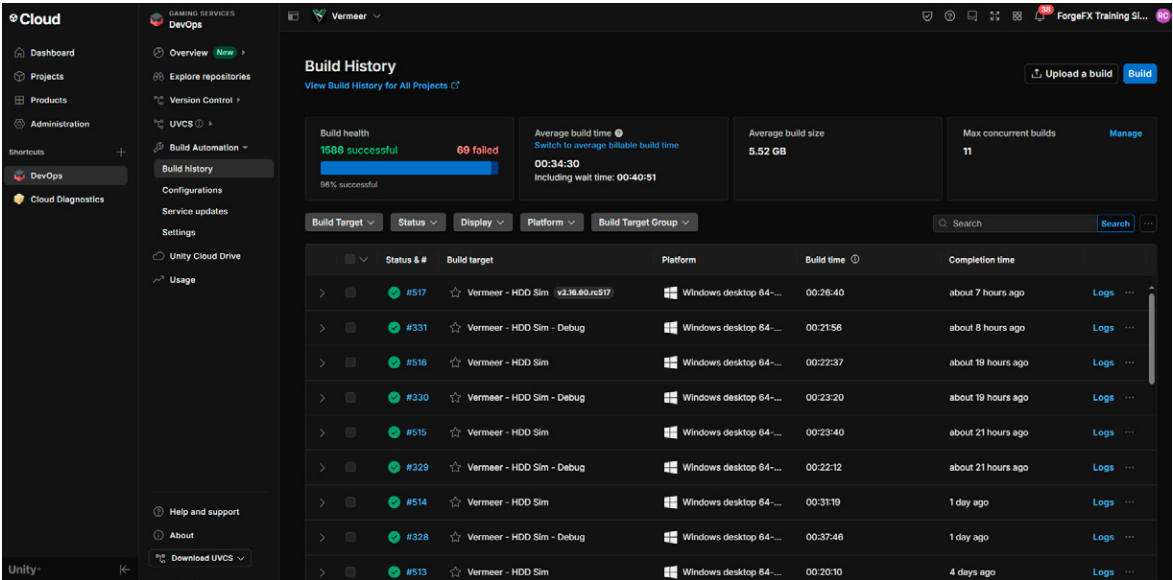 Cloud
Dashboard
Projects
Products
Administration
Shortcuts
DevOps
Cloud Diagnostics
Unity
GAMING SERVICES
DevOps
Overview New
Explore repositories
Version Control
UVCS
Build Automation
Build history
Configurations
Service updates
Settings
Unity Cloud Drive
Usage
Help and support
About
Download UVCS
Vermeer
38
ForgeFX Training Si... RC
Build History
View Build History for All Projects
Upload a build Build
Build health
1588 successful 69 failed
96% successful
Average build time
Switch to average billable build time
00:34:30
Including wait time: 00:40:51
Average build size
5.52 GB
Max concurrent builds Manage
11
Build Target Status Display Platform Build Target Group Search Search
Status & # Build target Platform Build time Completion time
#517 Vermeer - HDD Sim v2.16.60.rc517 Windows desktop 64-... 00:26:40 about 7 hours ago Logs ...
#331 Vermeer - HDD Sim - Debug Windows desktop 64-... 00:21:56 about 8 hours ago Logs ...
#516 Vermeer - HDD Sim Windows desktop 64-... 00:22:37 about 19 hours ago Logs ...
#330 Vermeer - HDD Sim - Debug Windows desktop 64-... 00:23:20 about 19 hours ago Logs ...
#515 Vermeer - HDD Sim Windows desktop 64-... 00:23:40 about 21 hours ago Logs ...
#329 Vermeer - HDD Sim - Debug Windows desktop 64-... 00:22:12 about 21 hours ago Logs ...
#514 Vermeer - HDD Sim Windows desktop 64-... 00:31:19 1 day ago Logs ...
#328 Vermeer - HDD Sim - Debug Windows desktop 64-... 00:37:46 1 day ago Logs ...
#513 Vermeer - HDD Sim Windows desktop 64-... 00:20:10 4 days ago Logs ...